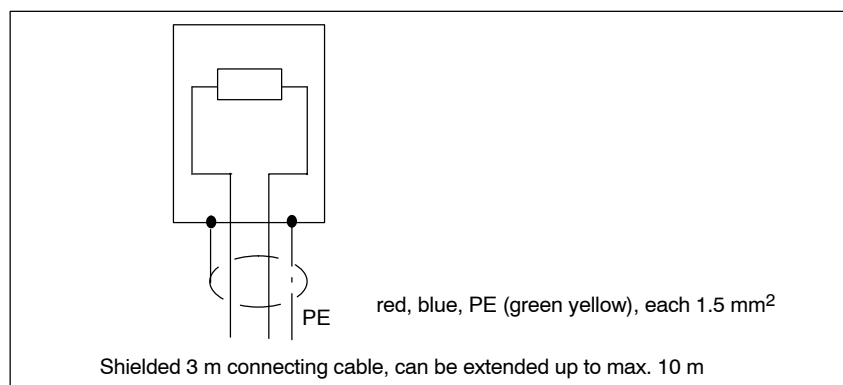 red, blue, PE (green yellow), each 1.5 mm²
PE
Shielded 3 m connecting cable, can be extended up to max. 10 m